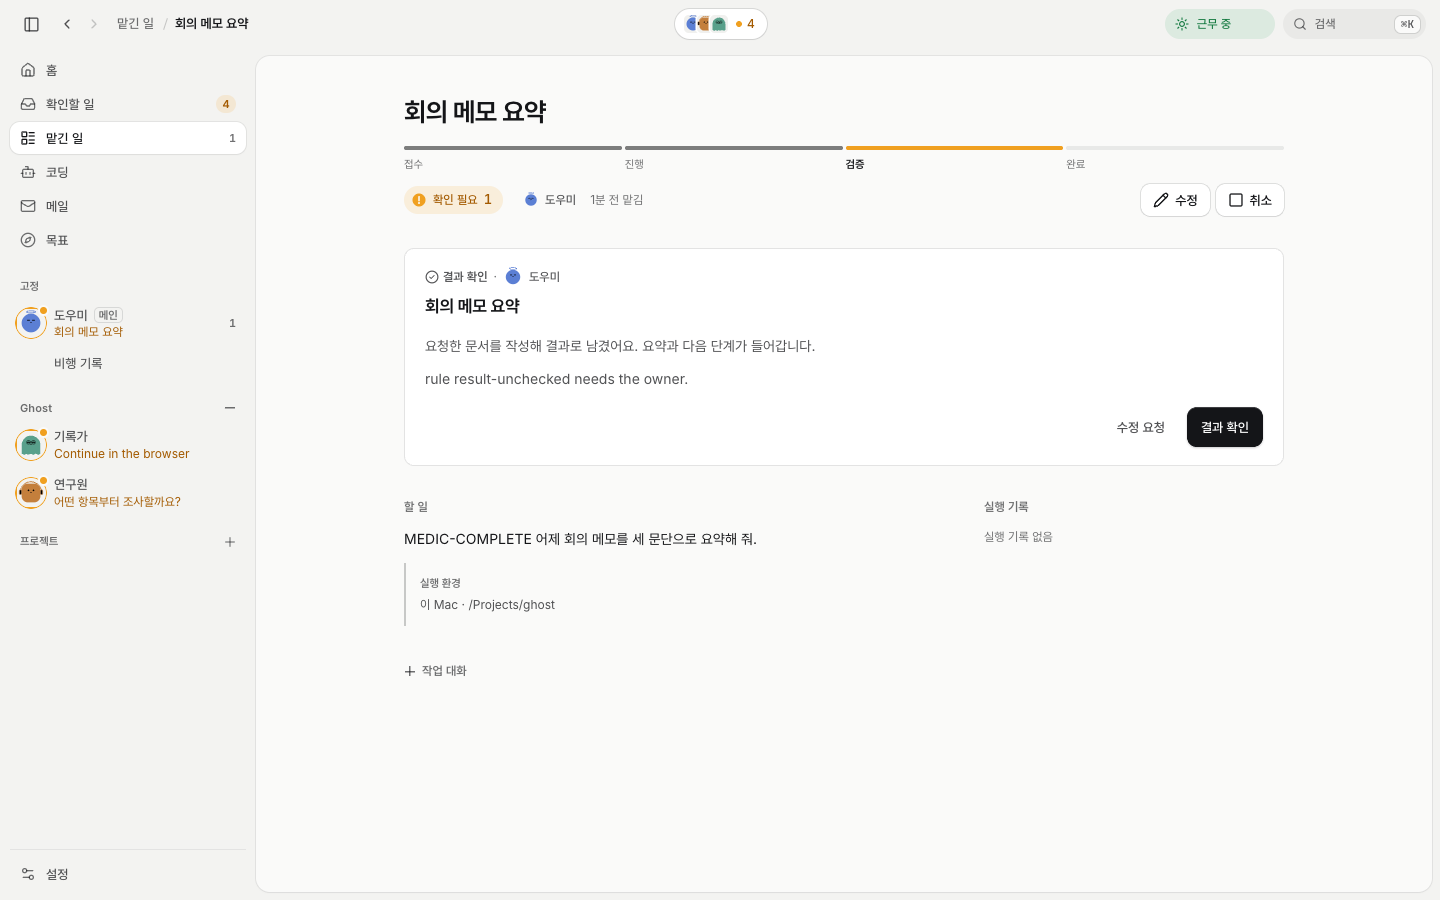 맡긴 일 / 회의 메모 요약
4
근무 중
검색
⌘K
홈
확인할 일
4
맡긴 일
1
코딩
메일
목표
고정
도우미 메인
회의 메모 요약
1
비행 기록
Ghost
기록가
Continue in the browser
연구원
어떤 항목부터 조사할까요?
프로젝트
설정
회의 메모 요약
접수
진행
검증
완료
확인 필요 1
도우미
1분 전 맡김
수정
취소
결과 확인 · 도우미
회의 메모 요약
요청한 문서를 작성해 결과로 남겼어요. 요약과 다음 단계가 들어갑니다.
rule result-unchecked needs the owner.
수정 요청
결과 확인
할 일
MEDIC-COMPLETE 어제 회의 메모를 세 문단으로 요약해 줘.
실행 환경
이 Mac · /Projects/ghost
작업 대화
실행 기록
실행 기록 없음